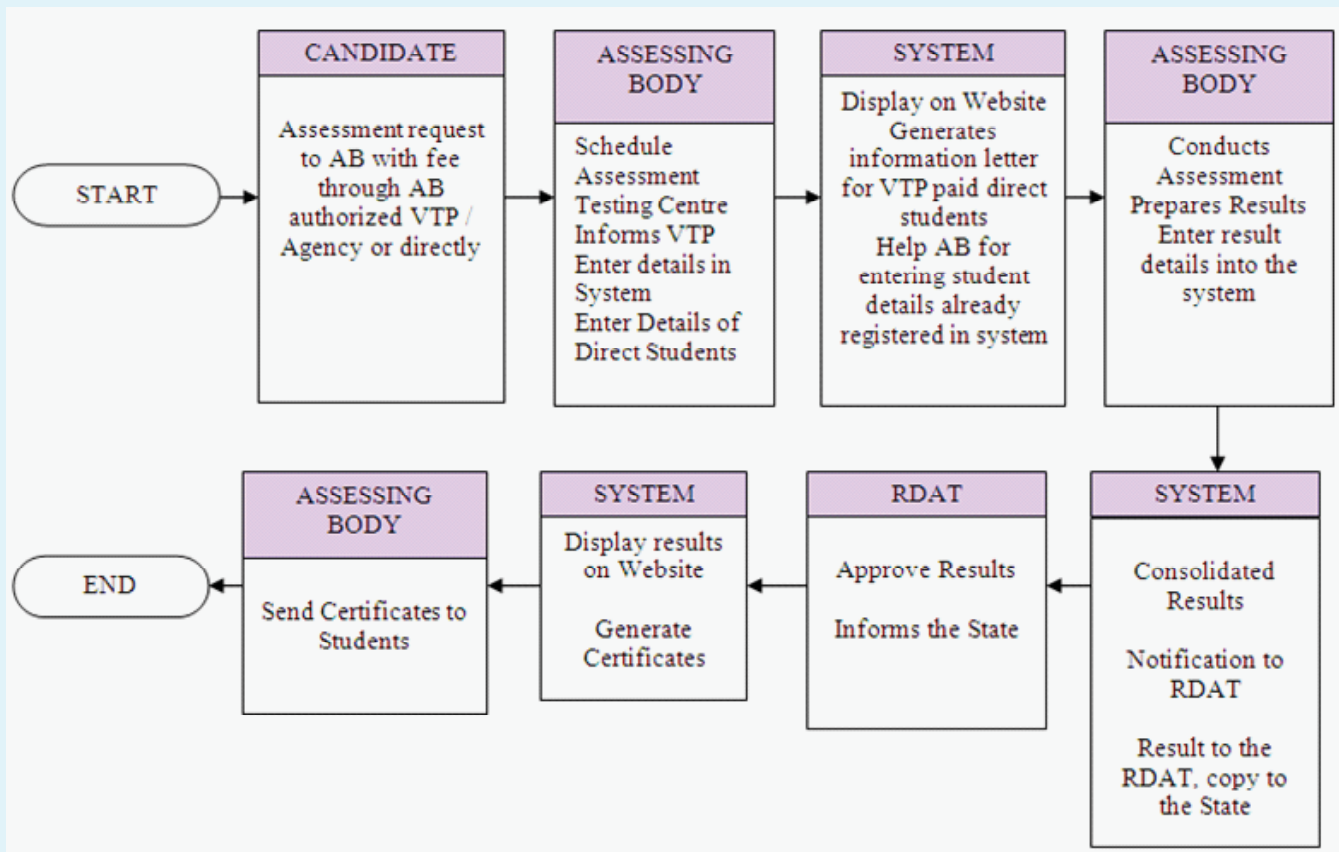 START
CANDIDATE
Assessment request
to AB with fee
through AB
authorized VTP /
Agency or directly
ASSESSING
BODY
Schedule
Assessment
Testing Centre
Informs VTP
Enter details in
System
Enter Details of
Direct Students
SYSTEM
Display on Website
Generates
information letter
for VTP paid direct
students
Help AB for
entering student
details already
registered in system
ASSESSING
BODY
Conducts
Assessment
Prepares Results
Enter result
details into the
system
SYSTEM
Consolidated
Results
Notification to
RDAT
Result to the
RDAT, copy to
the State
RDAT
Approve Results
Informs the State
SYSTEM
Display results
on Website
Generate
Certificates
ASSESSING
BODY
Send Certificates to
Students
END